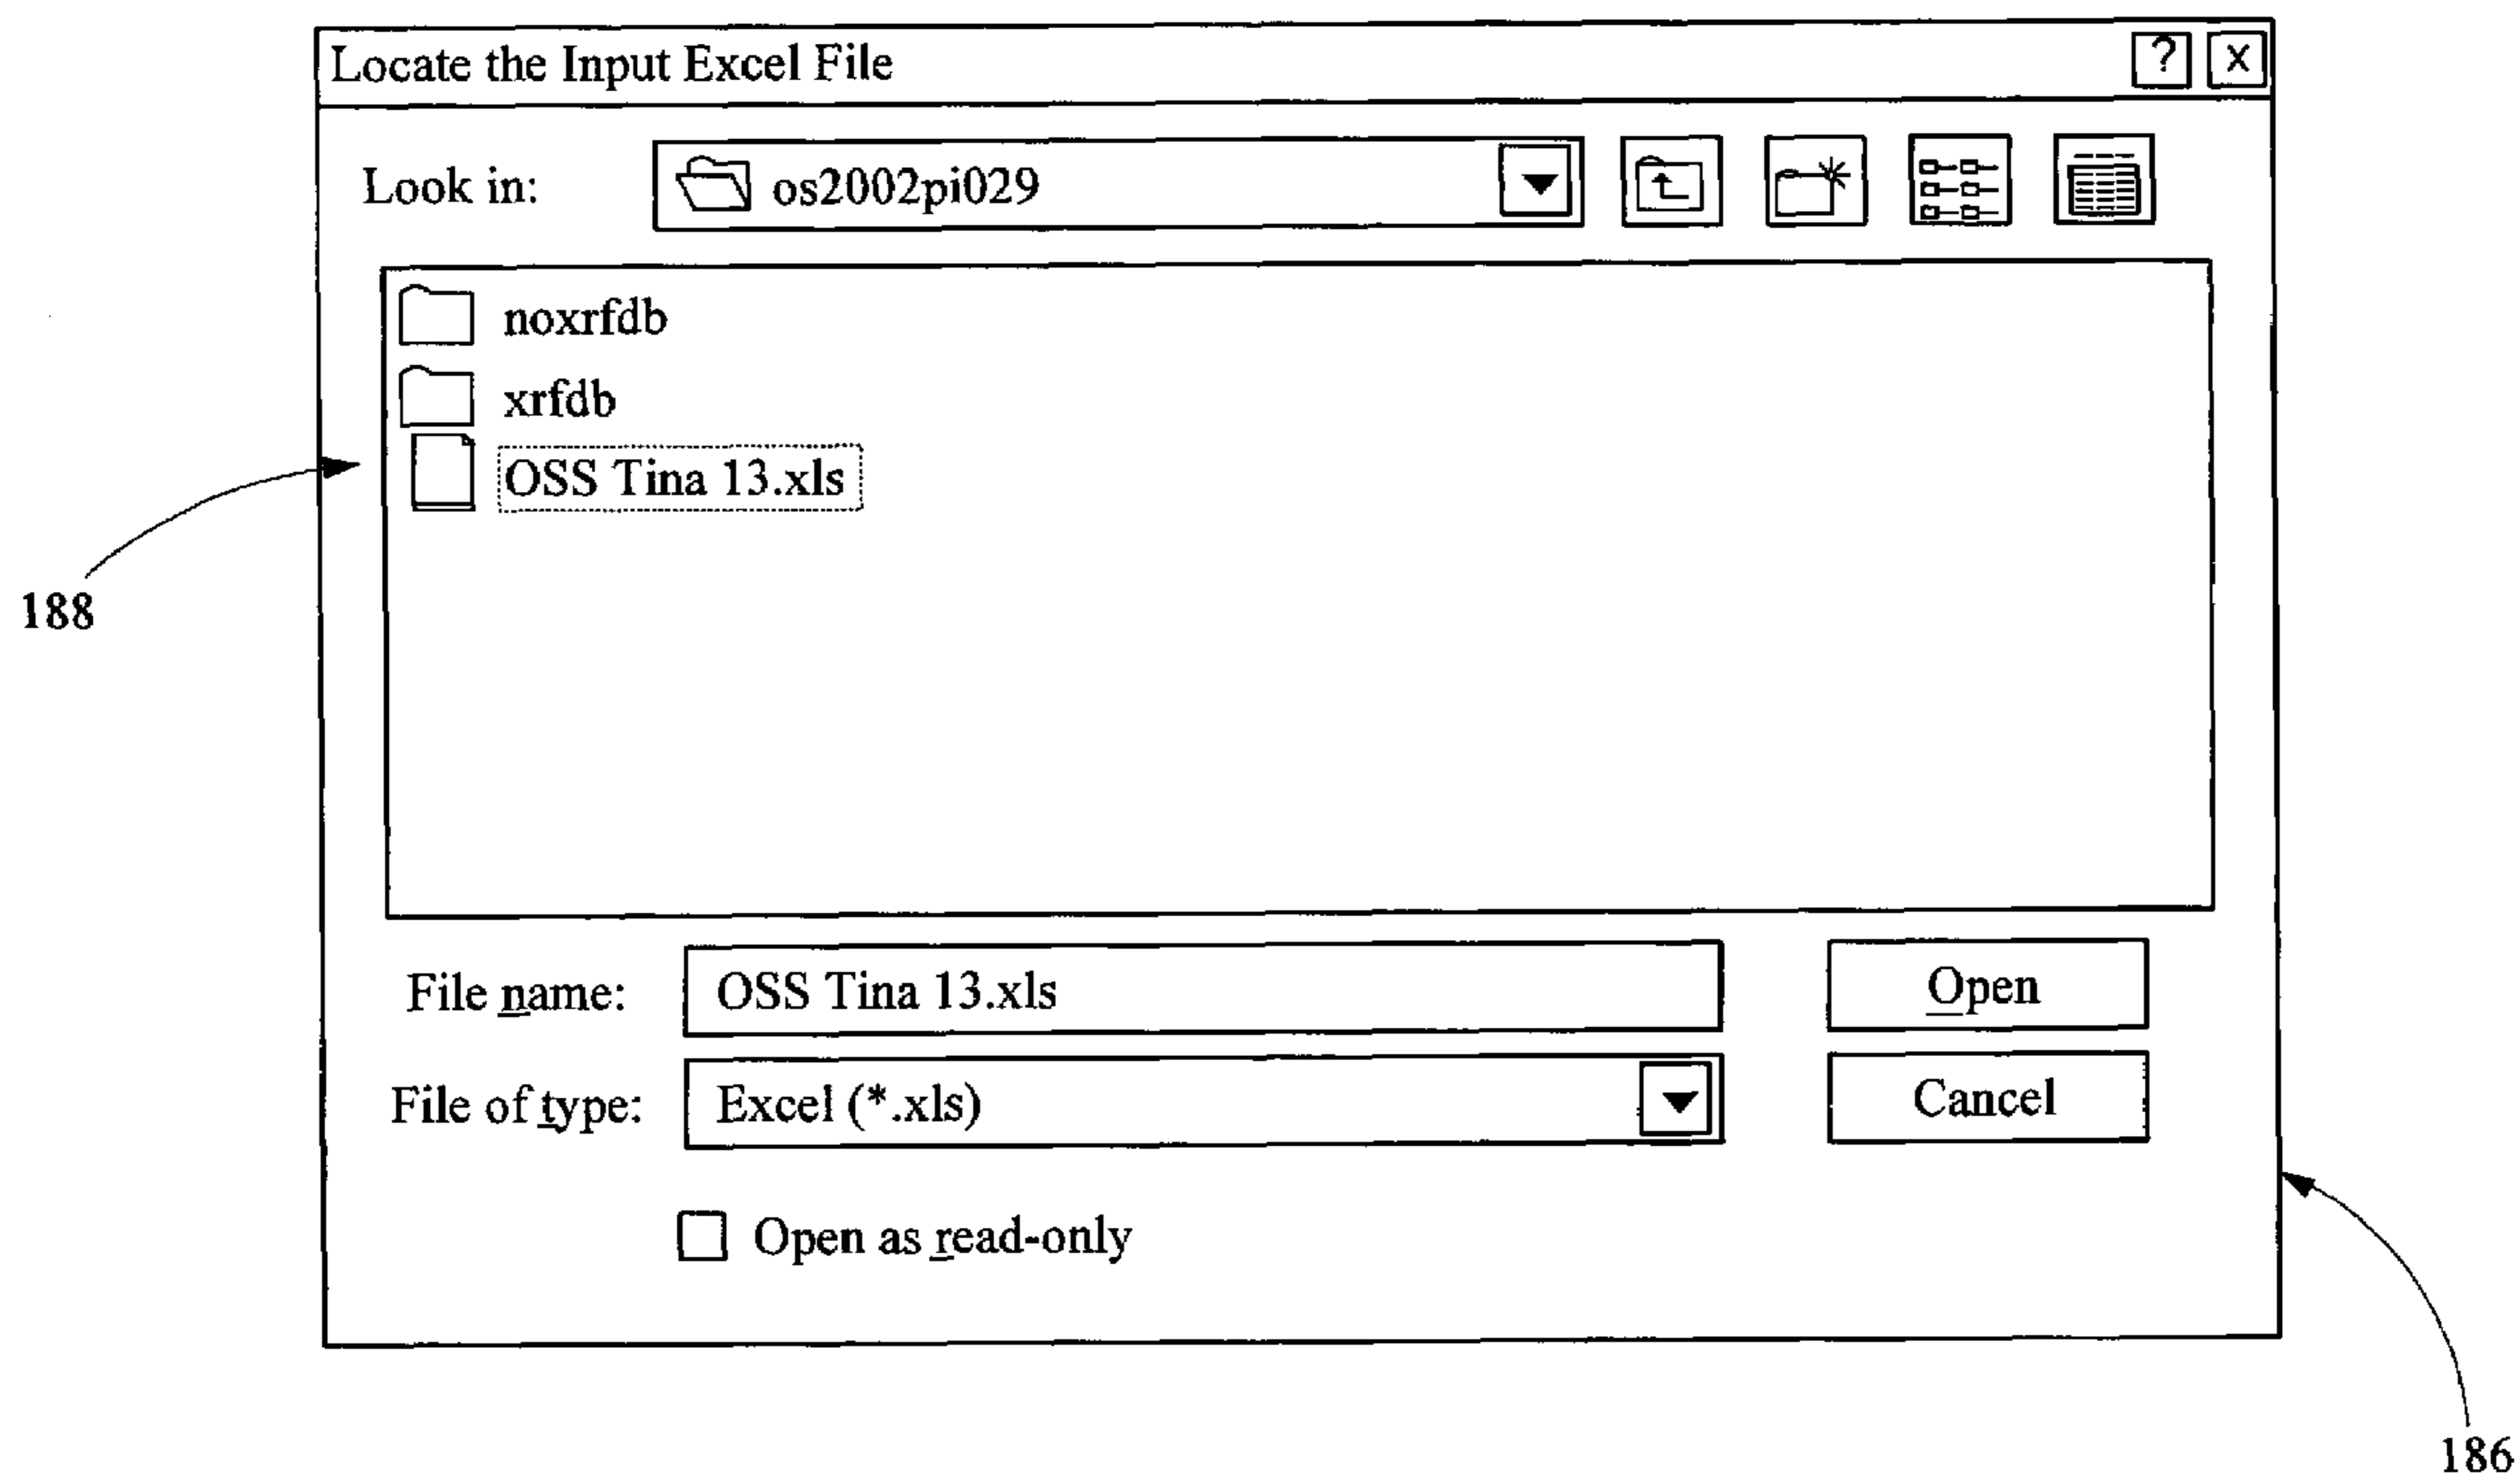 Locate the Input Excel File ? x
Look in: os2002pi029
noxrfdb
xrfdb
OSS Tina 13.xls
188
File name: OSS Tina 13.xls Open
File of type: Excel (*.xls) Cancel
Open as read-only
186